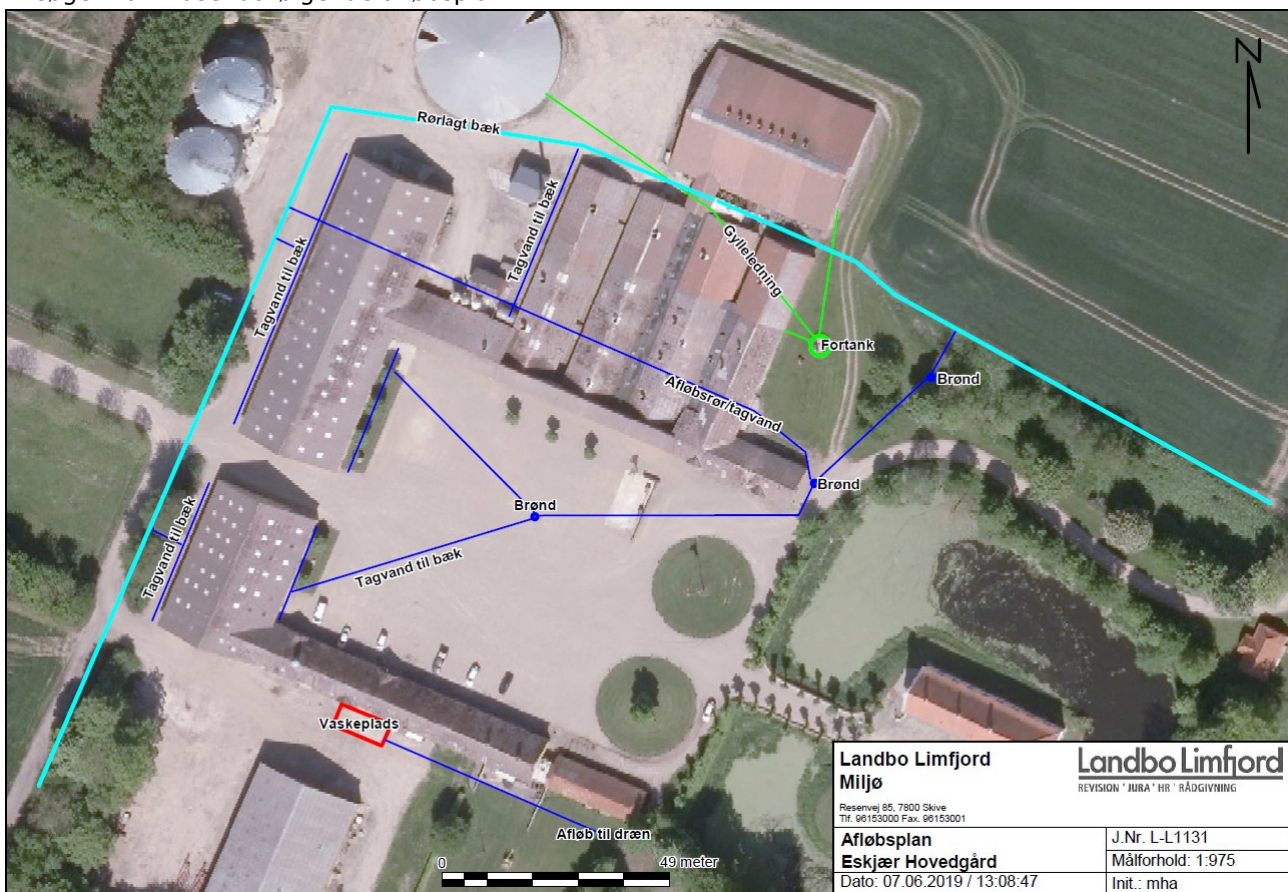 N
Rørlagt bæk
Tagvand til bæk
Tagvand til bæk
Gylleledning
Fortank
Brønd
Afløbsrør/tagvand
Brønd
Brønd
Tagvand til bæk
Tagvand til bæk
Vaskeplads
Afløb til dræn
0 49 meter
Landbo Limfjord
Miljø
Resenvej 85, 7800 Skive
Tlf. 96153000 Fax. 96153001
Landbo Limfjord
REVISION ' JURA ' HR ' RÅDGIVNING
Afløbsplan
Eskjær Hovedgård
Dato: 07.06.2019 / 13:08:47
J.Nr. L-L1131
Målforhold: 1:975
Init.: mha